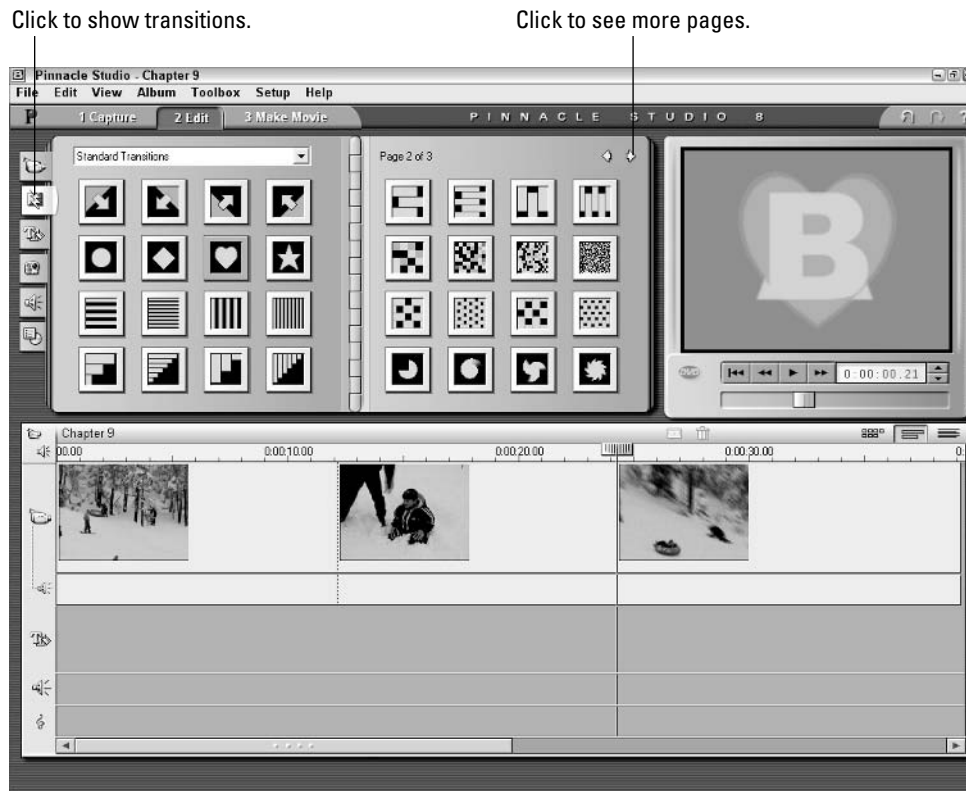 Click to show transitions.
Click to see more pages.
Pinnacle Studio - Chapter 9
File Edit View Album Toolbox Setup Help
1 Capture 2 Edit 3 Make Movie PINNACLE STUDIO 8
Standard Transitions
Page 2 of 3
B
DVD
0:00:00.21
Chapter 9
00.00 0:00:10.00 0:00:20.00 0:00:30.00 0: